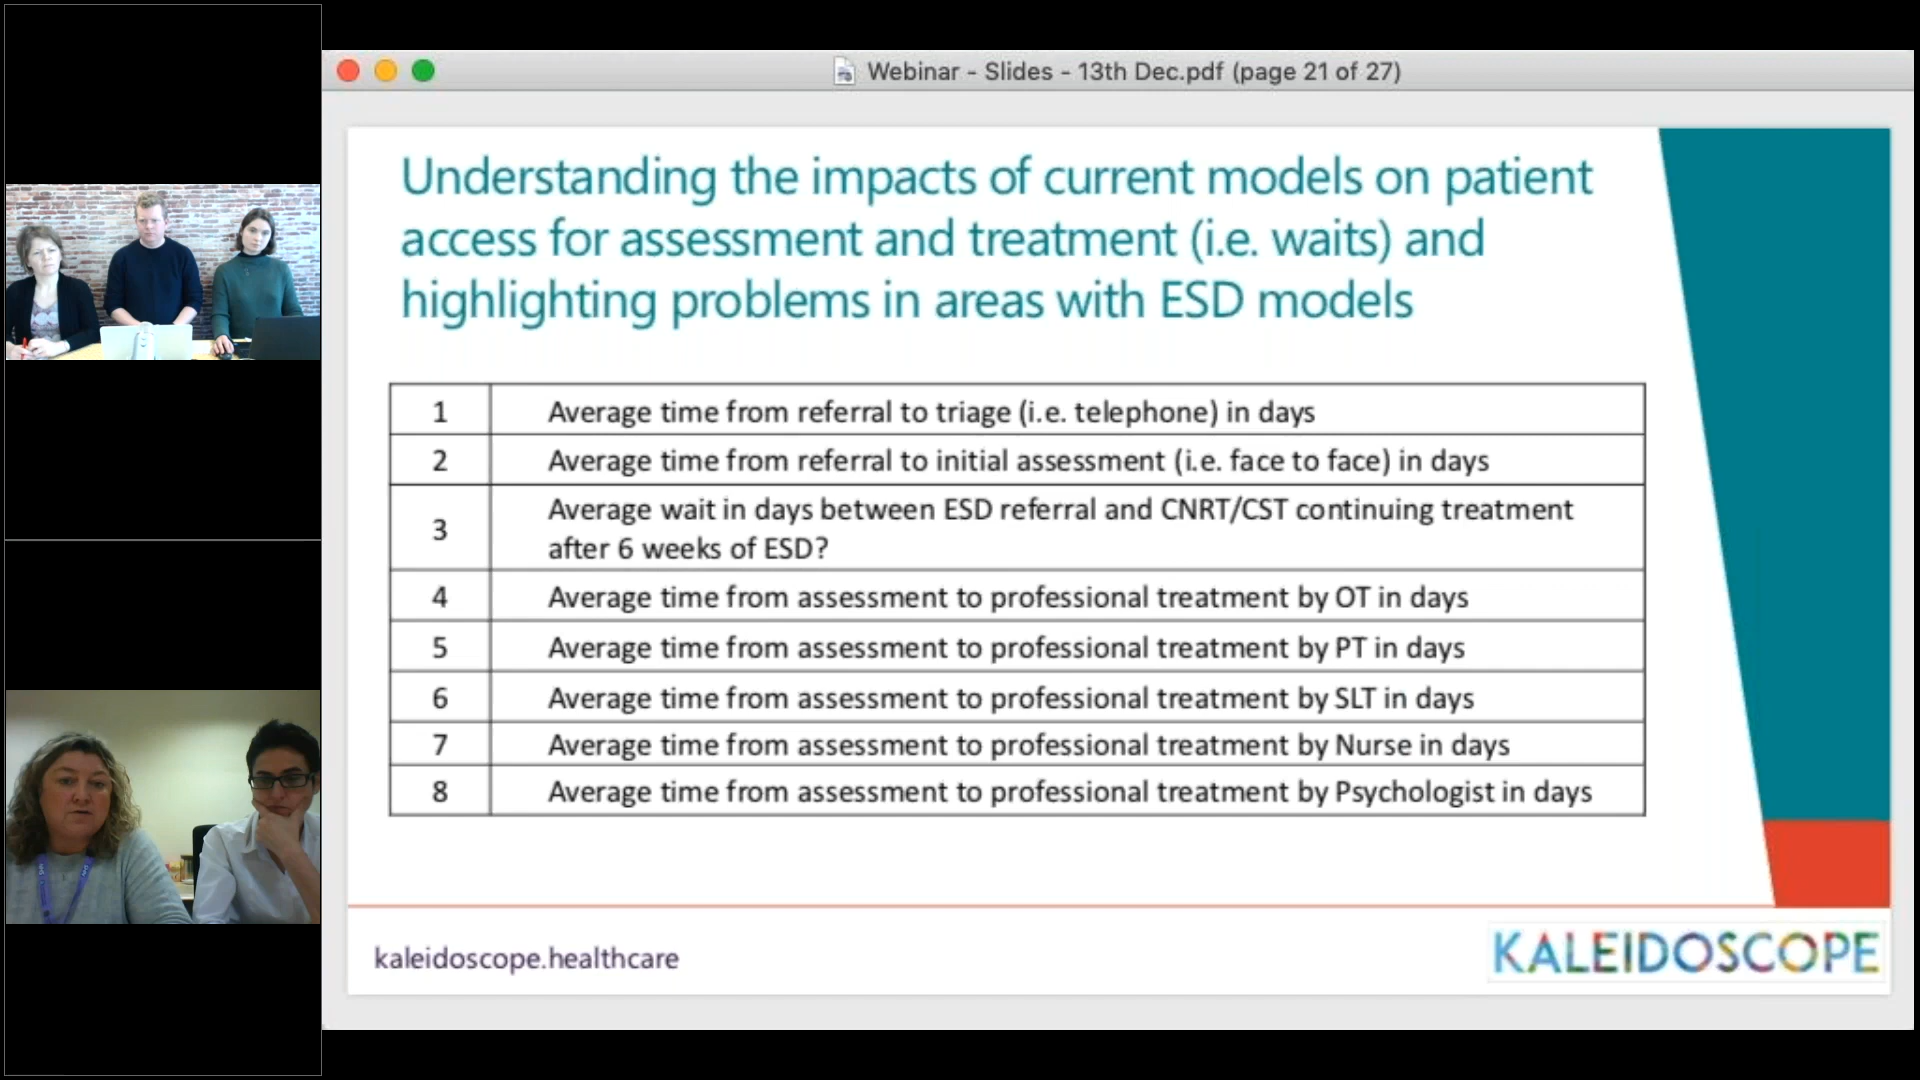 Webinar - Slides - 13th Dec.pdf (page 21 of 27)
Understanding the impacts of current models on patient
access for assessment and treatment (i.e. waits) and
highlighting problems in areas with ESD models
1 Average time from referral to triage (i.e. telephone) in days
2 Average time from referral to initial assessment (i.e. face to face) in days
3 Average wait in days between ESD referral and CNRT/CST continuing treatment
after 6 weeks of ESD?
4 Average time from assessment to professional treatment by OT in days
5 Average time from assessment to professional treatment by PT in days
6 Average time from assessment to professional treatment by SLT in days
7 Average time from assessment to professional treatment by Nurse in days
8 Average time from assessment to professional treatment by Psychologist in days
kaleidoscope.healthcare
KALEIDOSCOPE